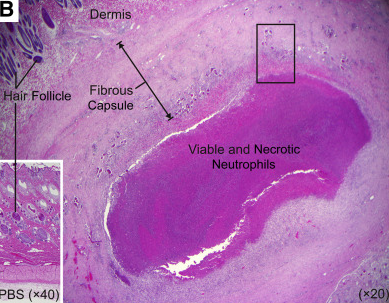 B
Dermis
Hair Follicle
Fibrous
Capsule
Viable and Necrotic
Neutrophils
PBS (×40)
(×20)